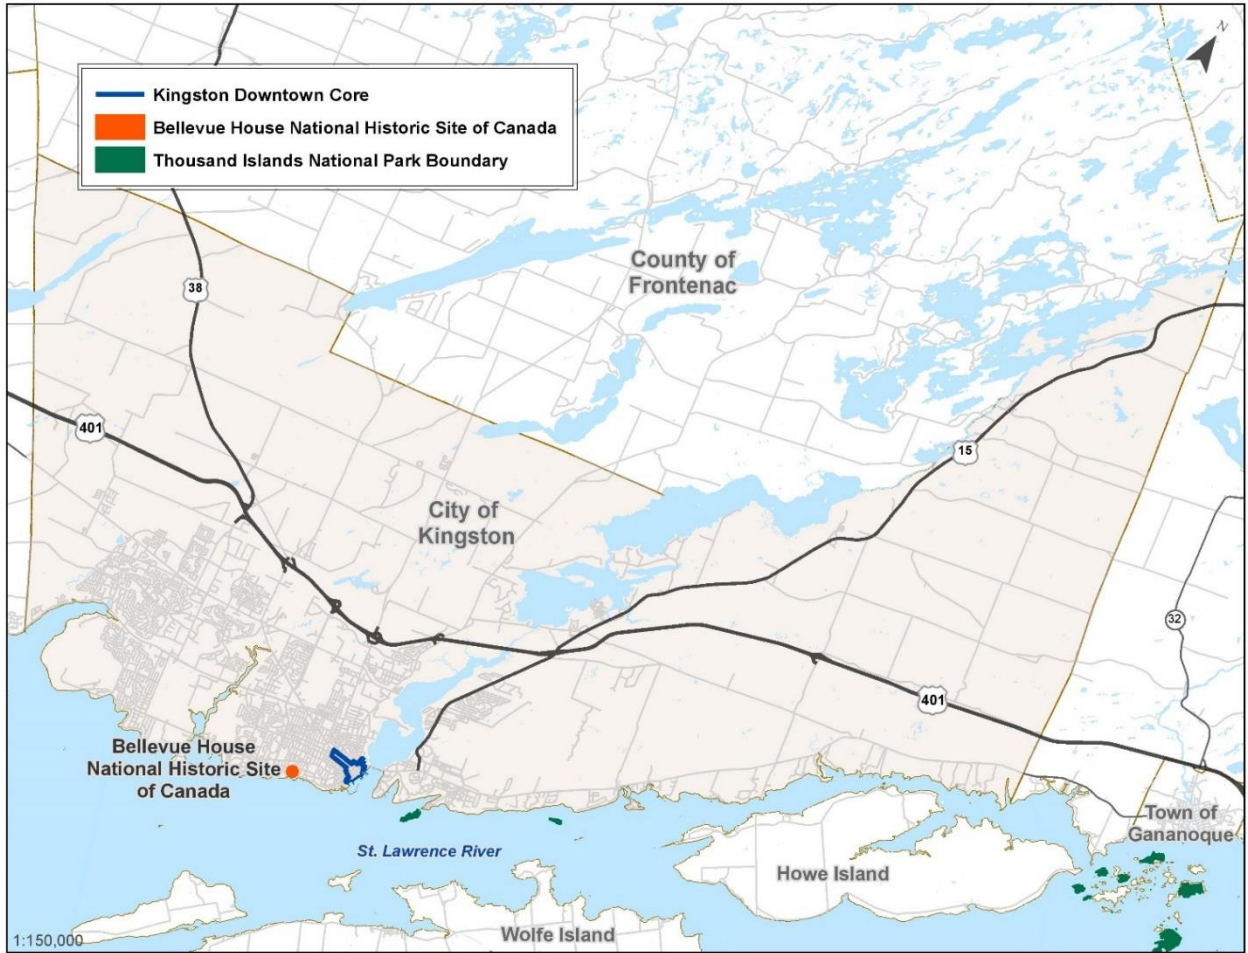 N
Kingston Downtown Core
Bellevue House National Historic Site of Canada
Thousand Islands National Park Boundary
County of
Frontenac
38
401
15
City of
Kingston
32
401
Bellevue House
National Historic Site
of Canada
Town of
Gananoque
St. Lawrence River
Howe Island
Wolfe Island
1:150,000